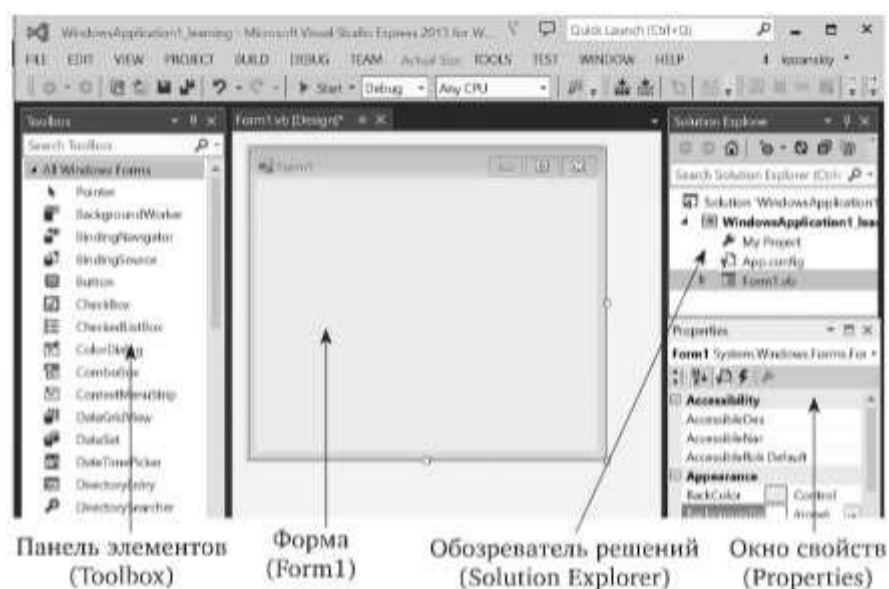 WindowsApplication1_learning - Microsoft Visual Studio Express 2013 for W...
Quick Launch (Ctrl+Q)
FILE EDIT VIEW PROJECT BUILD DEBUG TEAM Actual Size TOOLS TEST WINDOW HELP
kazansky
Start Debug Any CPU
Toolbox
Search Toolbox
All Windows Forms
Pointer
BackgroundWorker
BindingNavigator
BindingSource
Button
CheckBox
CheckedListBox
ColorDialog
ComboBox
ContextMenuStrip
DataGridView
DataSet
DateTimePicker
DirectoryEntry
DirectorySearcher
Form1.vb [Design]*
Form1
Solution Explorer
Search Solution Explorer (Ctrl+
Solution 'WindowsApplication1
WindowsApplication1_lear
My Project
App.config
Form1.vb
Properties
Form1 System.Windows.Forms.For
Accessibility
AccessibleDes
AccessibleNar
AccessibleRole Default
Appearance
BackColor Control
Панель элементов
(Toolbox)
Форма
(Form1)
Обозреватель решений
(Solution Explorer)
Окно свойств
(Properties)